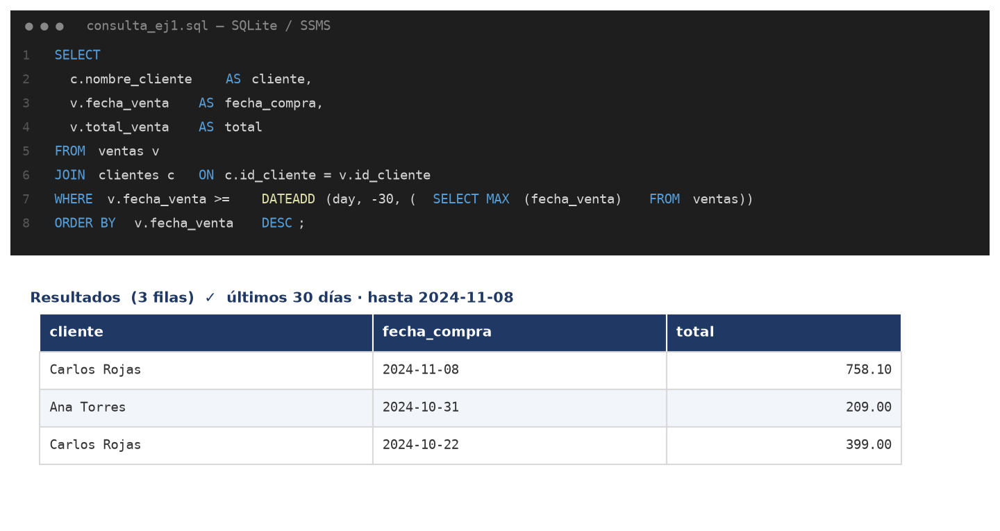 consulta_ej1.sql — SQLite / SSMS
1 SELECT
2 c.nombre_cliente AS cliente,
3 v.fecha_venta AS fecha_compra,
4 v.total_venta AS total
5 FROM ventas v
6 JOIN clientes c ON c.id_cliente = v.id_cliente
7 WHERE v.fecha_venta >= DATEADD (day, -30, ( SELECT MAX (fecha_venta) FROM ventas))
8 ORDER BY v.fecha_venta DESC ;
Resultados (3 filas) ✓ últimos 30 días · hasta 2024-11-08
cliente fecha_compra total
Carlos Rojas 2024-11-08 758.10
Ana Torres 2024-10-31 209.00
Carlos Rojas 2024-10-22 399.00